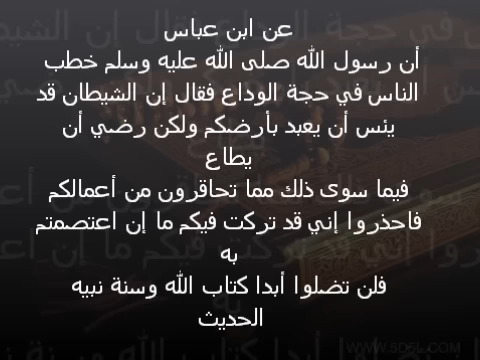 عن ابن عباس
أن رسول الله صلى الله عليه وسلم خطب
الناس في حجة الوداع فقال إن الشيطان قد
يئس أن يعبد بأرضكم ولكن رضي أن
يطاع
فيما سوى ذلك مما تحاقرون من أعمالكم
فاحذروا إني قد تركت فيكم ما إن اعتصمتم
به
فلن تضلوا أبدا كتاب الله وسنة نبيه
الحديث